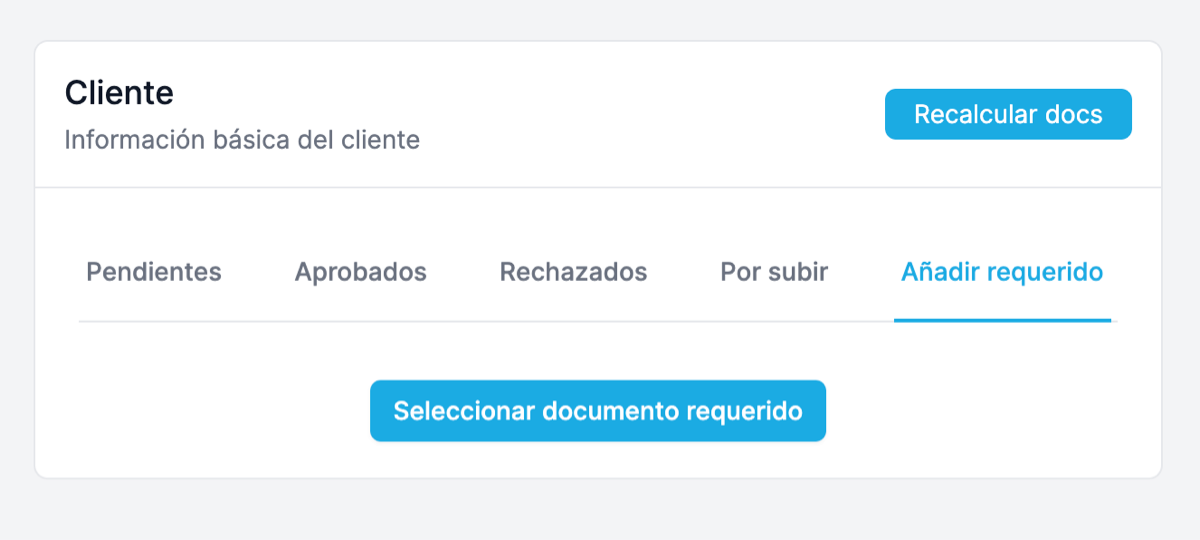 Cliente
Información básica del cliente
Recalcular docs
Pendientes
Aprobados
Rechazados
Por subir
Añadir requerido
Seleccionar documento requerido